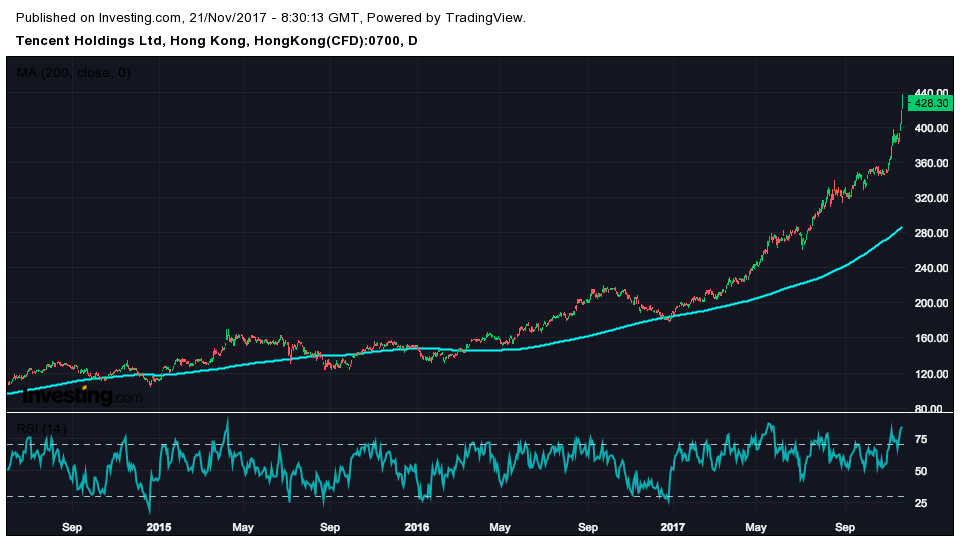 Published on Investing.com, 21/Nov/2017 - 8:30:13 GMT, Powered by TradingView.
Tencent Holdings Ltd, Hong Kong, HongKong(CFD):0700, D
MA (200, close, 0)
440.00
428.30
400.00
360.00
320.00
280.00
240.00
200.00
160.00
120.00
80.00
Investing.com
RSI (14)
75
50
25
Sep 2015 May Sep 2016 May Sep 2017 May Sep